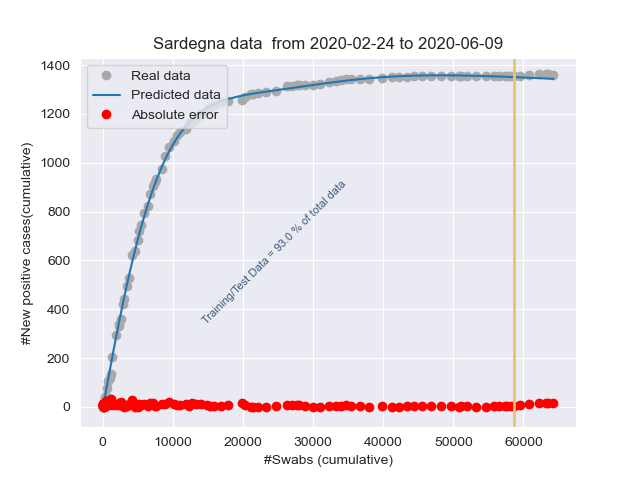 Sardegna data from 2020-02-24 to 2020-06-09
Real data
Predicted data
Absolute error
1400
1200
1000
800
600
400
200
0
#New positive cases(cumulative)
Training/Test Data = 93.0 % of total data
0 10000 20000 30000 40000 50000 60000
#Swabs (cumulative)